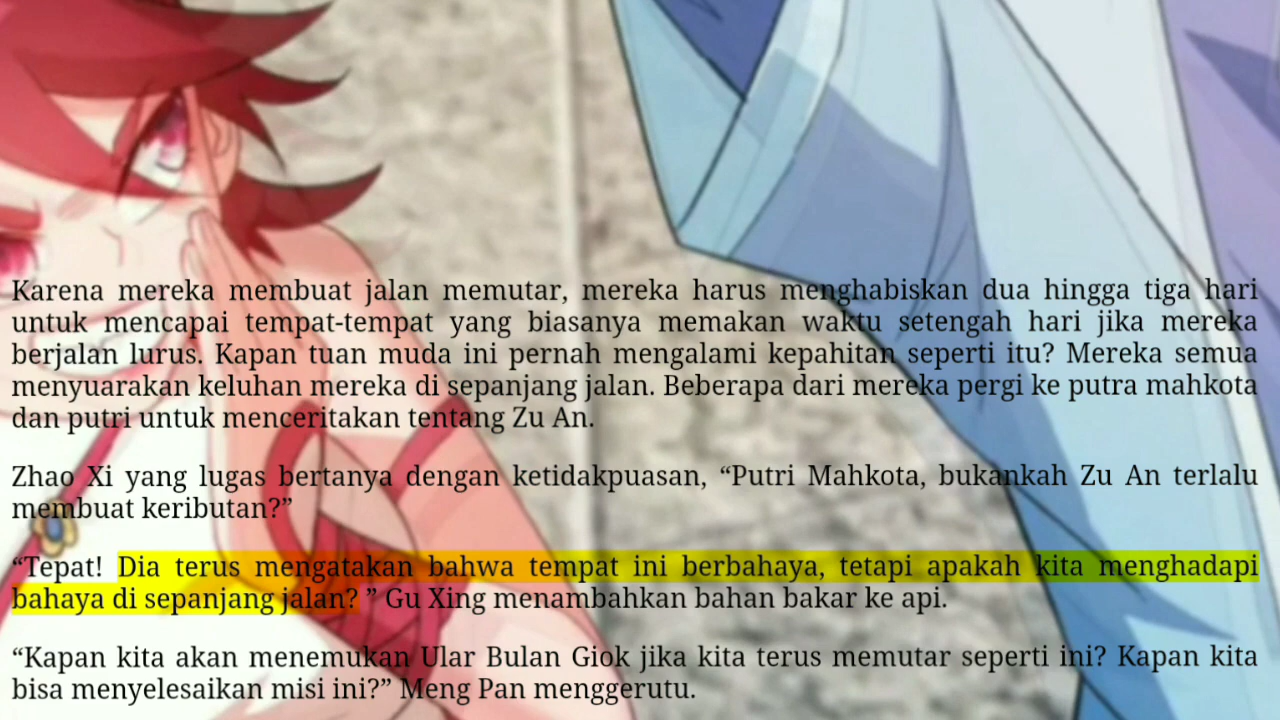 Karena mereka membuat jalan memutar, mereka harus menghabiskan dua hingga tiga hari
untuk mencapai tempat-tempat yang biasanya memakan waktu setengah hari jika mereka
berjalan lurus. Kapan tuan muda ini pernah mengalami kepahitan seperti itu? Mereka semua
menyuarakan keluhan mereka di sepanjang jalan. Beberapa dari mereka pergi ke putra mahkota
dan putri untuk menceritakan tentang Zu An.
Zhao Xi yang lugas bertanya dengan ketidakpuasan, “Putri Mahkota, bukankah Zu An terlalu
membuat keributan?”
“Tepat! Dia terus mengatakan bahwa tempat ini berbahaya, tetapi apakah kita menghadapi
bahaya di sepanjang jalan? ” Gu Xing menambahkan bahan bakar ke api.
“Kapan kita akan menemukan Ular Bulan Giok jika kita terus memutar seperti ini? Kapan kita
bisa menyelesaikan misi ini?” Meng Pan menggerutu.